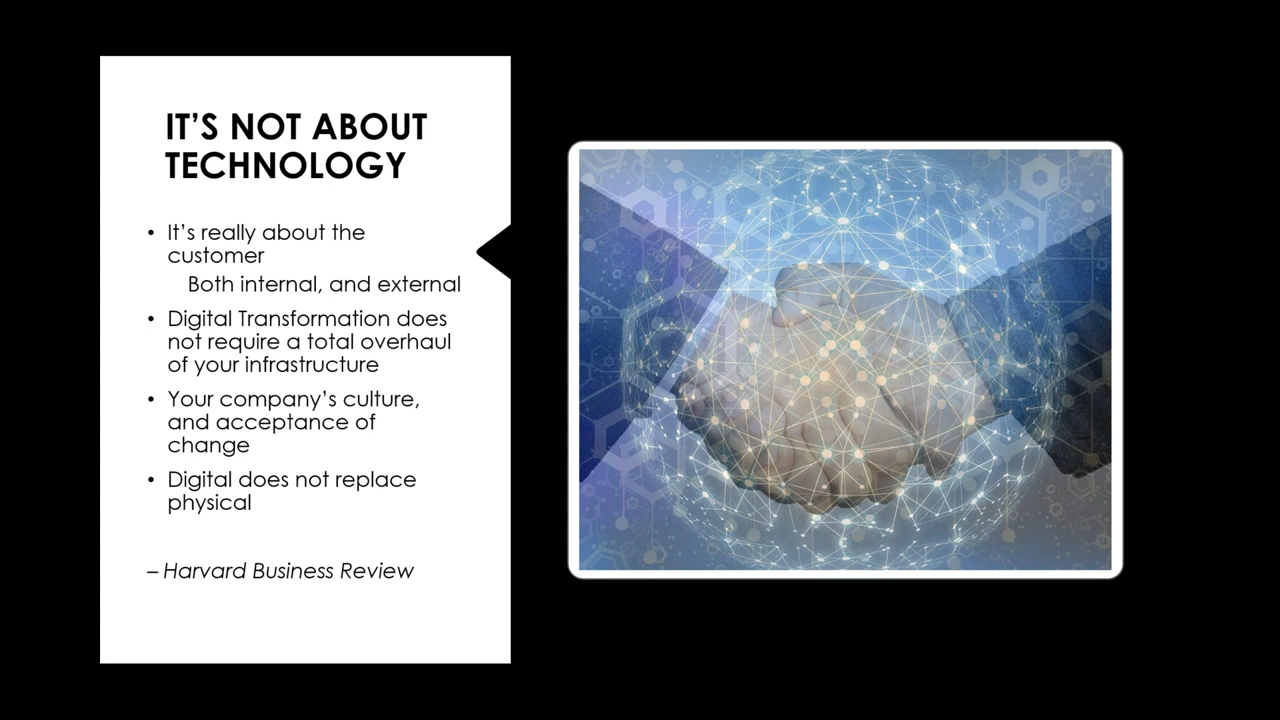 IT’S NOT ABOUT
TECHNOLOGY
• It’s really about the
customer
Both internal, and external
• Digital Transformation does
not require a total overhaul
of your infrastructure
• Your company’s culture,
and acceptance of
change
• Digital does not replace
physical
– Harvard Business Review